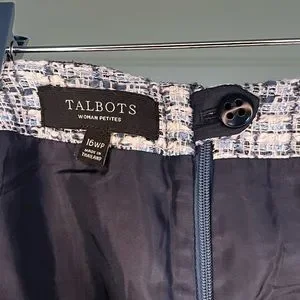 TALBOTS
WOMAN PETITES
16WP
MADE IN
THAILAND